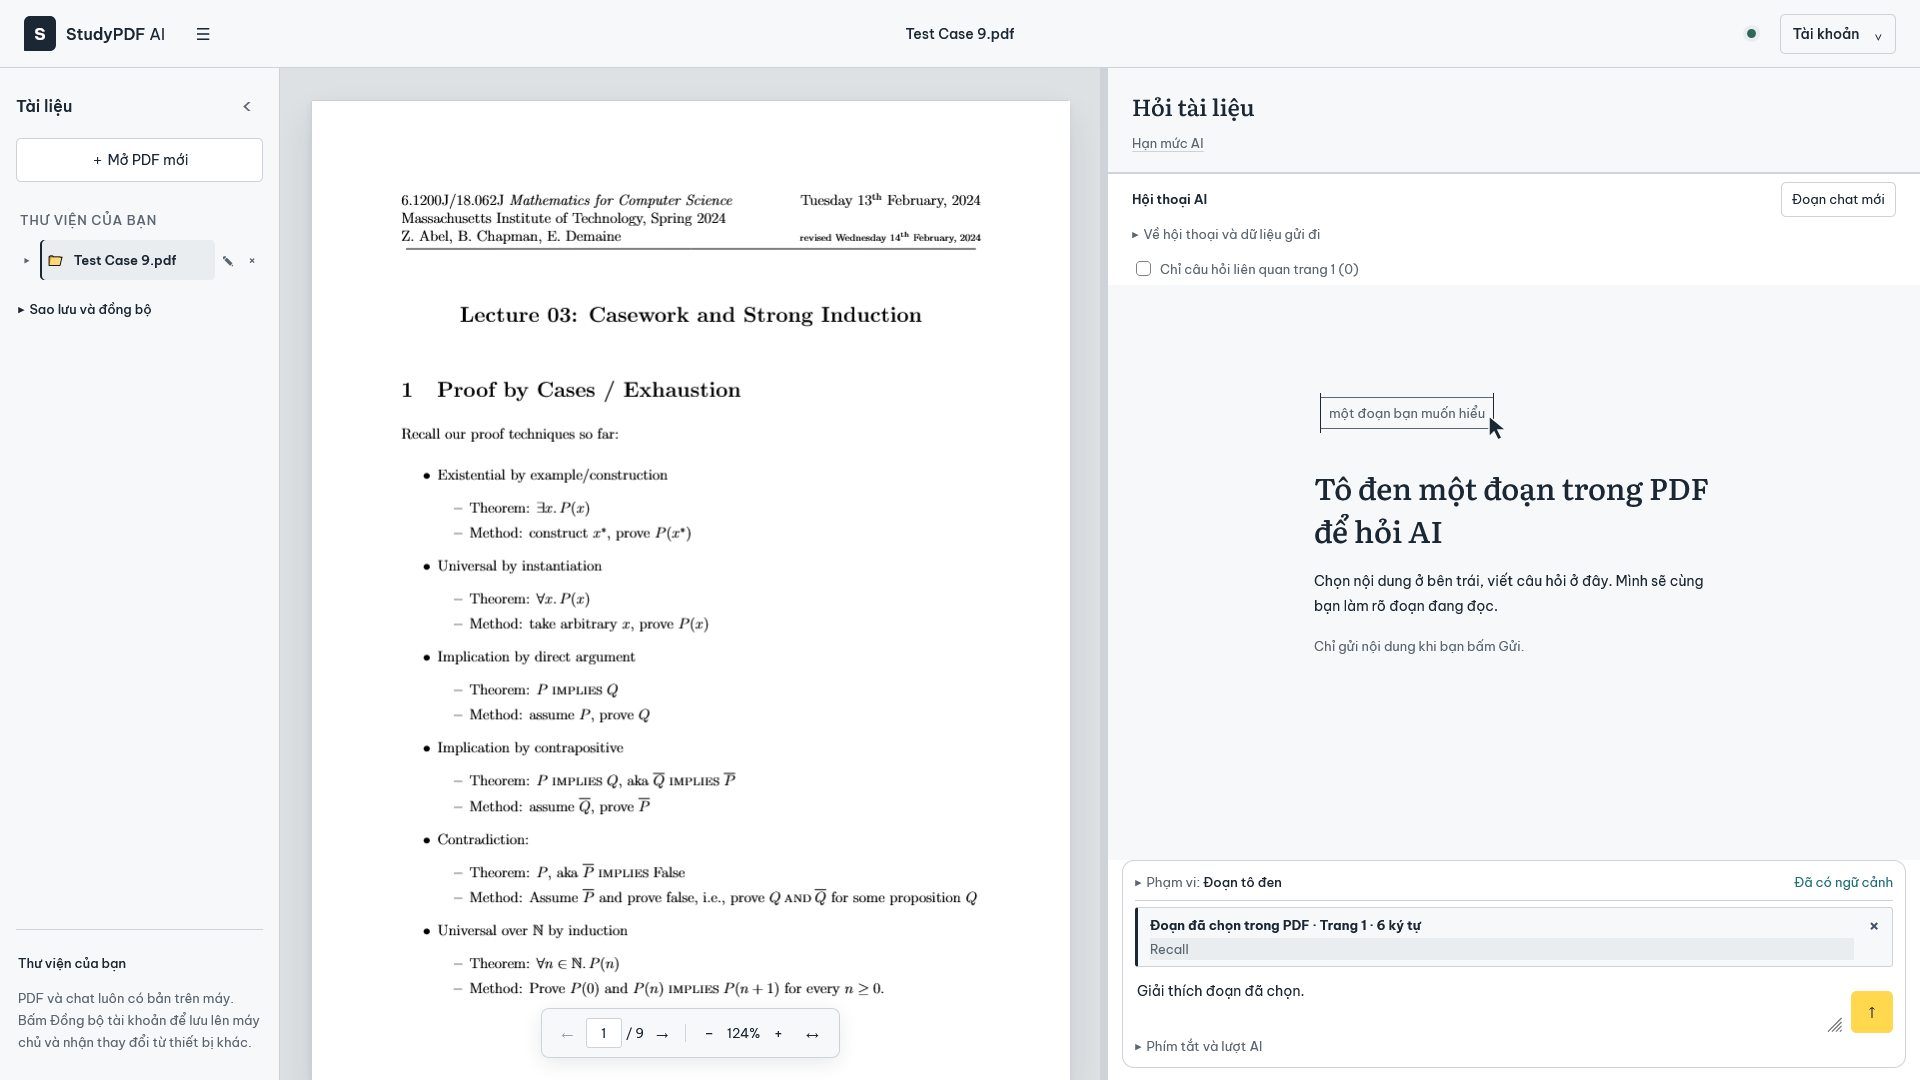 S StudyPDF AI ☰
Test Case 9.pdf
Tài khoản v
Tài liệu <
+ Mở PDF mới
THƯ VIỆN CỦA BẠN
▸ Test Case 9.pdf ×
▸ Sao lưu và đồng bộ
Thư viện của bạn
PDF và chat luôn có bản trên máy.
Bấm Đồng bộ tài khoản để lưu lên máy
chủ và nhận thay đổi từ thiết bị khác.
6.1200J/18.062J Mathematics for Computer Science Tuesday 13th February, 2024
Massachusetts Institute of Technology, Spring 2024
Z. Abel, B. Chapman, E. Demaine revised Wednesday 14th February, 2024
Lecture 03: Casework and Strong Induction
1 Proof by Cases / Exhaustion
Recall our proof techniques so far:
• Existential by example/construction
– Theorem: ∃x. P(x)
– Method: construct x*, prove P(x*)
• Universal by instantiation
– Theorem: ∀x. P(x)
– Method: take arbitrary x, prove P(x)
• Implication by direct argument
– Theorem: P IMPLIES Q
– Method: assume P, prove Q
• Implication by contrapositive
– Theorem: P IMPLIES Q, aka Q̅ IMPLIES P̅
– Method: assume Q̅, prove P̅
• Contradiction:
– Theorem: P, aka P̅ IMPLIES False
– Method: Assume P̅ and prove false, i.e., prove Q AND Q̅ for some proposition Q
• Universal over ℕ by induction
– Theorem: ∀n ∈ ℕ. P(n)
– Method: Prove P(0) and P(n) IMPLIES P(n + 1) for every n ≥ 0.
← 1 / 9 → − 124% + ↔
Hỏi tài liệu
Hạn mức AI
Hội thoại AI
Đoạn chat mới
▸ Về hội thoại và dữ liệu gửi đi
Chỉ câu hỏi liên quan trang 1 (0)
một đoạn bạn muốn hiểu
Tô đen một đoạn trong PDF
để hỏi AI
Chọn nội dung ở bên trái, viết câu hỏi ở đây. Mình sẽ cùng
bạn làm rõ đoạn đang đọc.
Chỉ gửi nội dung khi bạn bấm Gửi.
▸ Phạm vi: Đoạn tô đen Đã có ngữ cảnh
Đoạn đã chọn trong PDF · Trang 1 · 6 ký tự ×
Recall
Giải thích đoạn đã chọn.
↑
▸ Phím tắt và lượt AI